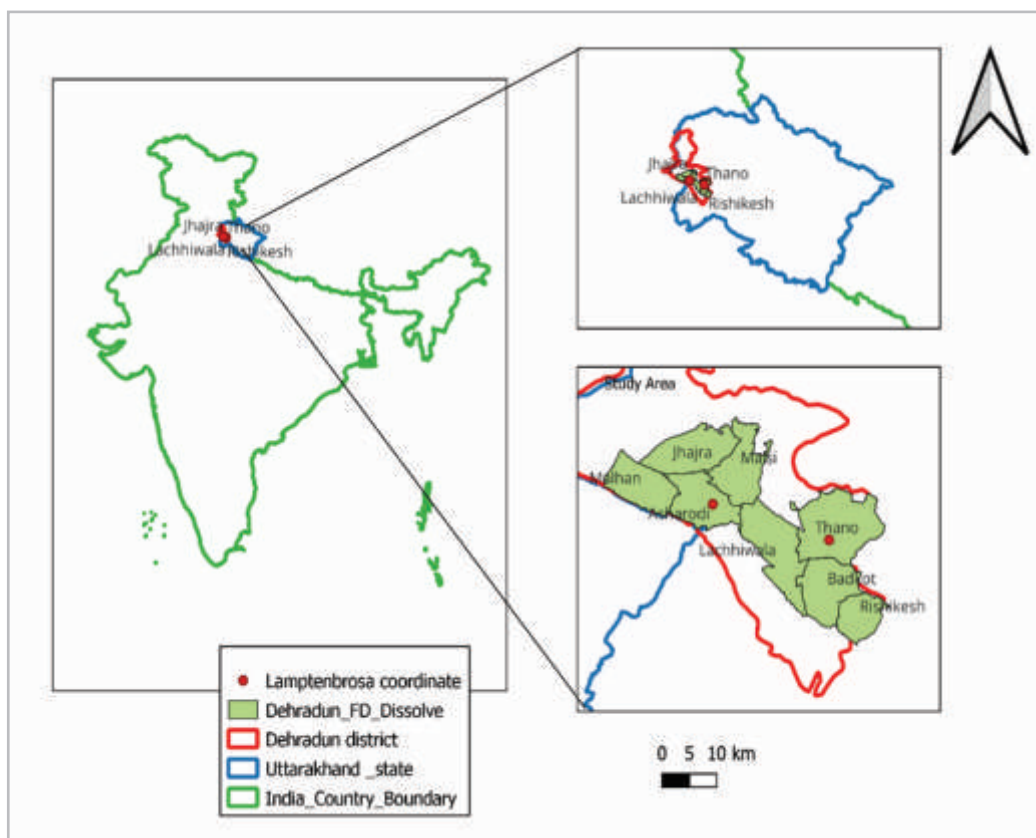 Jhajra Thano
Lachhiwala Rishikesh
Thano
Lachhiwala
Rishikesh
Study Area
Jhajra
Malsi
Malhan
Asharodi
Thano
Lachhiwala
Badkot
Rishikesh
Lamptenbrosa coordinate
Dehradun_FD_Dissolve
Dehradun district
Uttarakhand _state
India_Country_Boundary
0 5 10 km